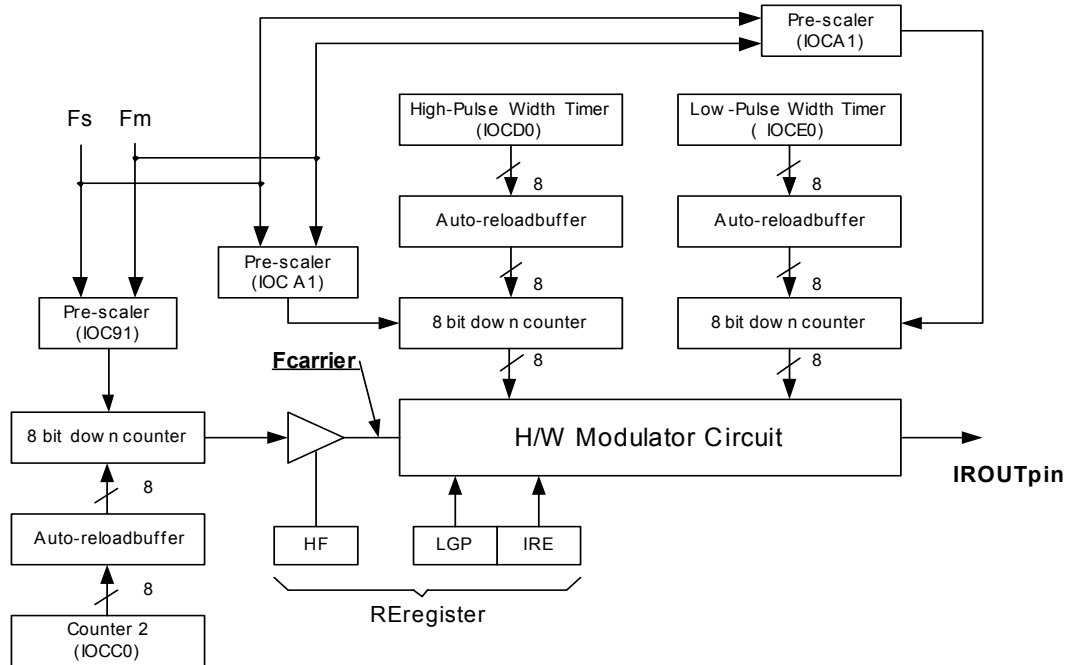 Pre-scaler
(IOCA1)
Fs Fm
High-Pulse Width Timer
(IOCD0)
Low -Pulse Width Timer
( IOCE0)
8
8
Auto-reloadbuffer
Auto-reloadbuffer
Pre-scaler
(IOC A1)
8
8
Pre-scaler
(IOC91)
8 bit dow n counter
8 bit dow n counter
Fcarrier
8
8
8 bit dow n counter
H/W Modulator Circuit
IROUTpin
8
Auto-reloadbuffer
HF
LGP
IRE
8
REregister
Counter 2
(IOCC0)